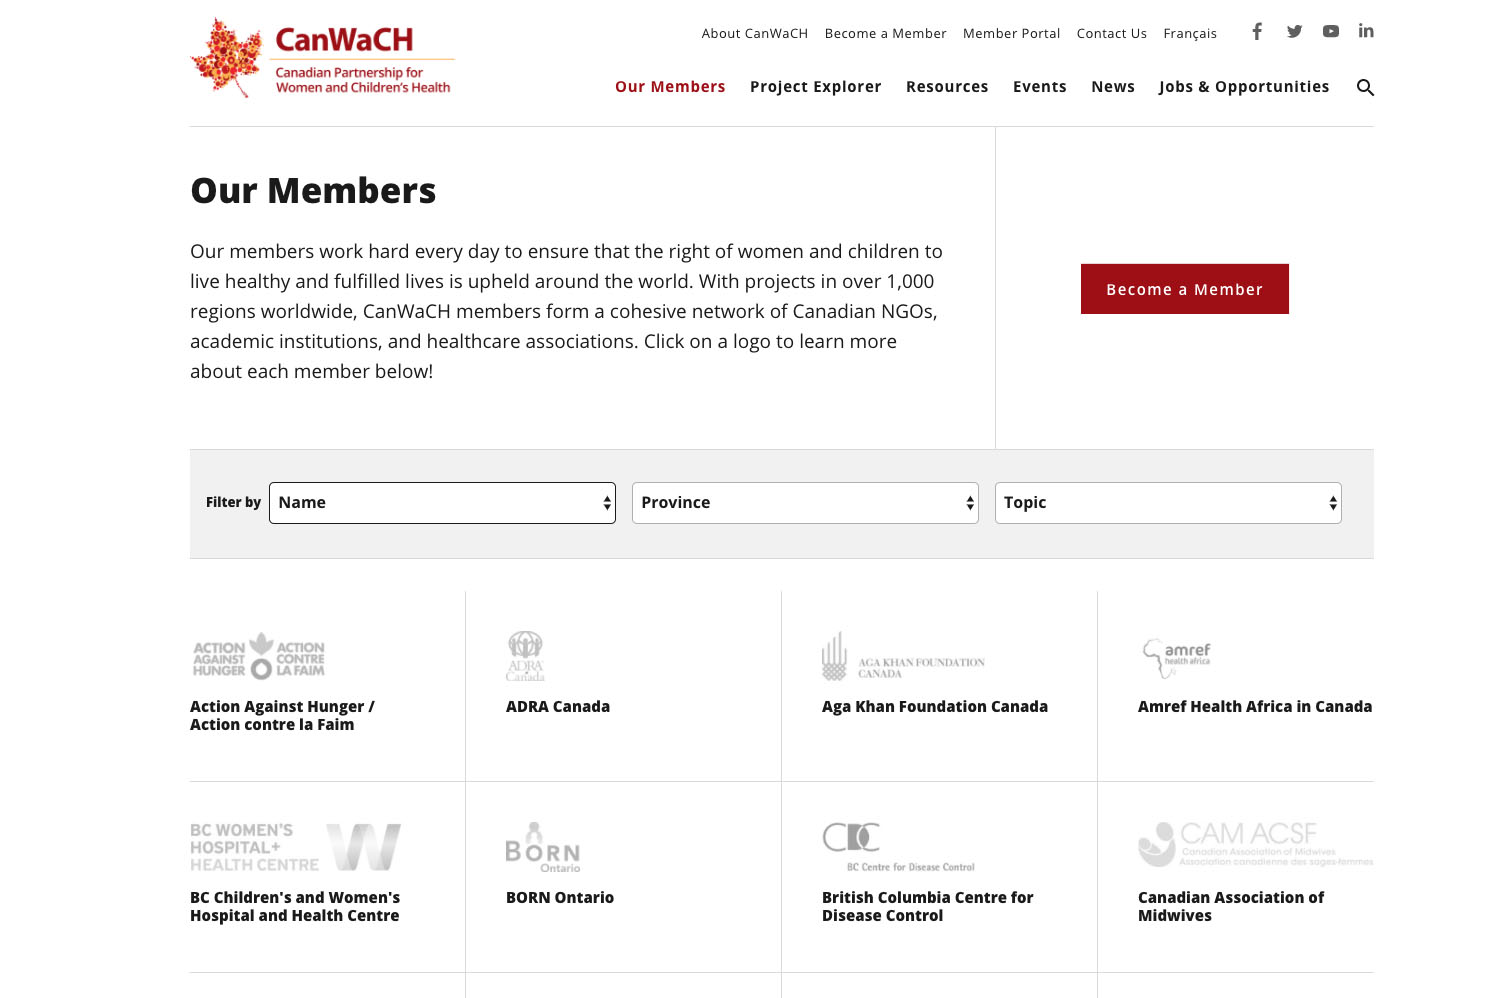 CanWaCH
Canadian Partnership for
Women and Children's Health
About CanWaCH Become a Member Member Portal Contact Us Français
Our Members Project Explorer Resources Events News Jobs & Opportunities
Our Members
Our members work hard every day to ensure that the right of women and children to
live healthy and fulfilled lives is upheld around the world. With projects in over 1,000
regions worldwide, CanWaCH members form a cohesive network of Canadian NGOs,
academic institutions, and healthcare associations. Click on a logo to learn more
about each member below!
Become a Member
Filter by Name Province Topic
ACTION AGAINST HUNGER
ACTION CONTRE LA FAIM
Action Against Hunger /
Action contre la Faim
ADRA
Canada
ADRA Canada
AGA KHAN FOUNDATION
CANADA
Aga Khan Foundation Canada
amref
health africa
Amref Health Africa in Canada
BC WOMEN'S
HOSPITAL+
HEALTH CENTRE
W
BC Children's and Women's
Hospital and Health Centre
BORN
Ontario
BORN Ontario
CDC
BC Centre for Disease Control
British Columbia Centre for
Disease Control
CAM ACSF
Canadian Association of Midwives
Association canadienne des sages-femmes
Canadian Association of
Midwives